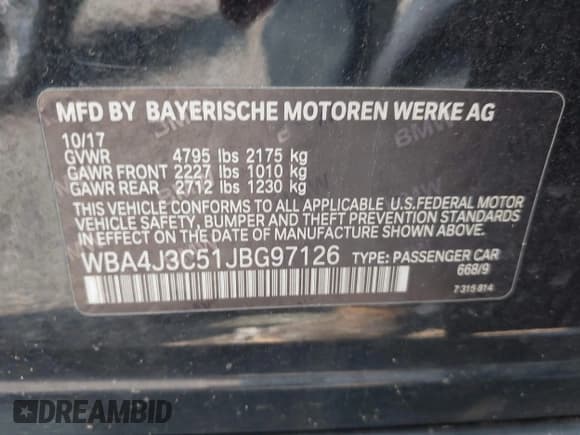 MFD BY BAYERISCHE MOTOREN WERKE AG
10/17
GVWR 4795 lbs 2175 kg
GAWR FRONT 2227 lbs 1010 kg
GAWR REAR 2712 lbs 1230 kg
THIS VEHICLE CONFORMS TO ALL APPLICABLE U.S.FEDERAL MOTOR
VEHICLE SAFETY, BUMPER AND THEFT PREVENTION STANDARDS
IN EFFECT ON THE DATE OF MANUFACTURE SHOWN ABOVE.
WBA4J3C51JBG97126 TYPE: PASSENGER CAR
668/9
7 315 814
DREAMBID